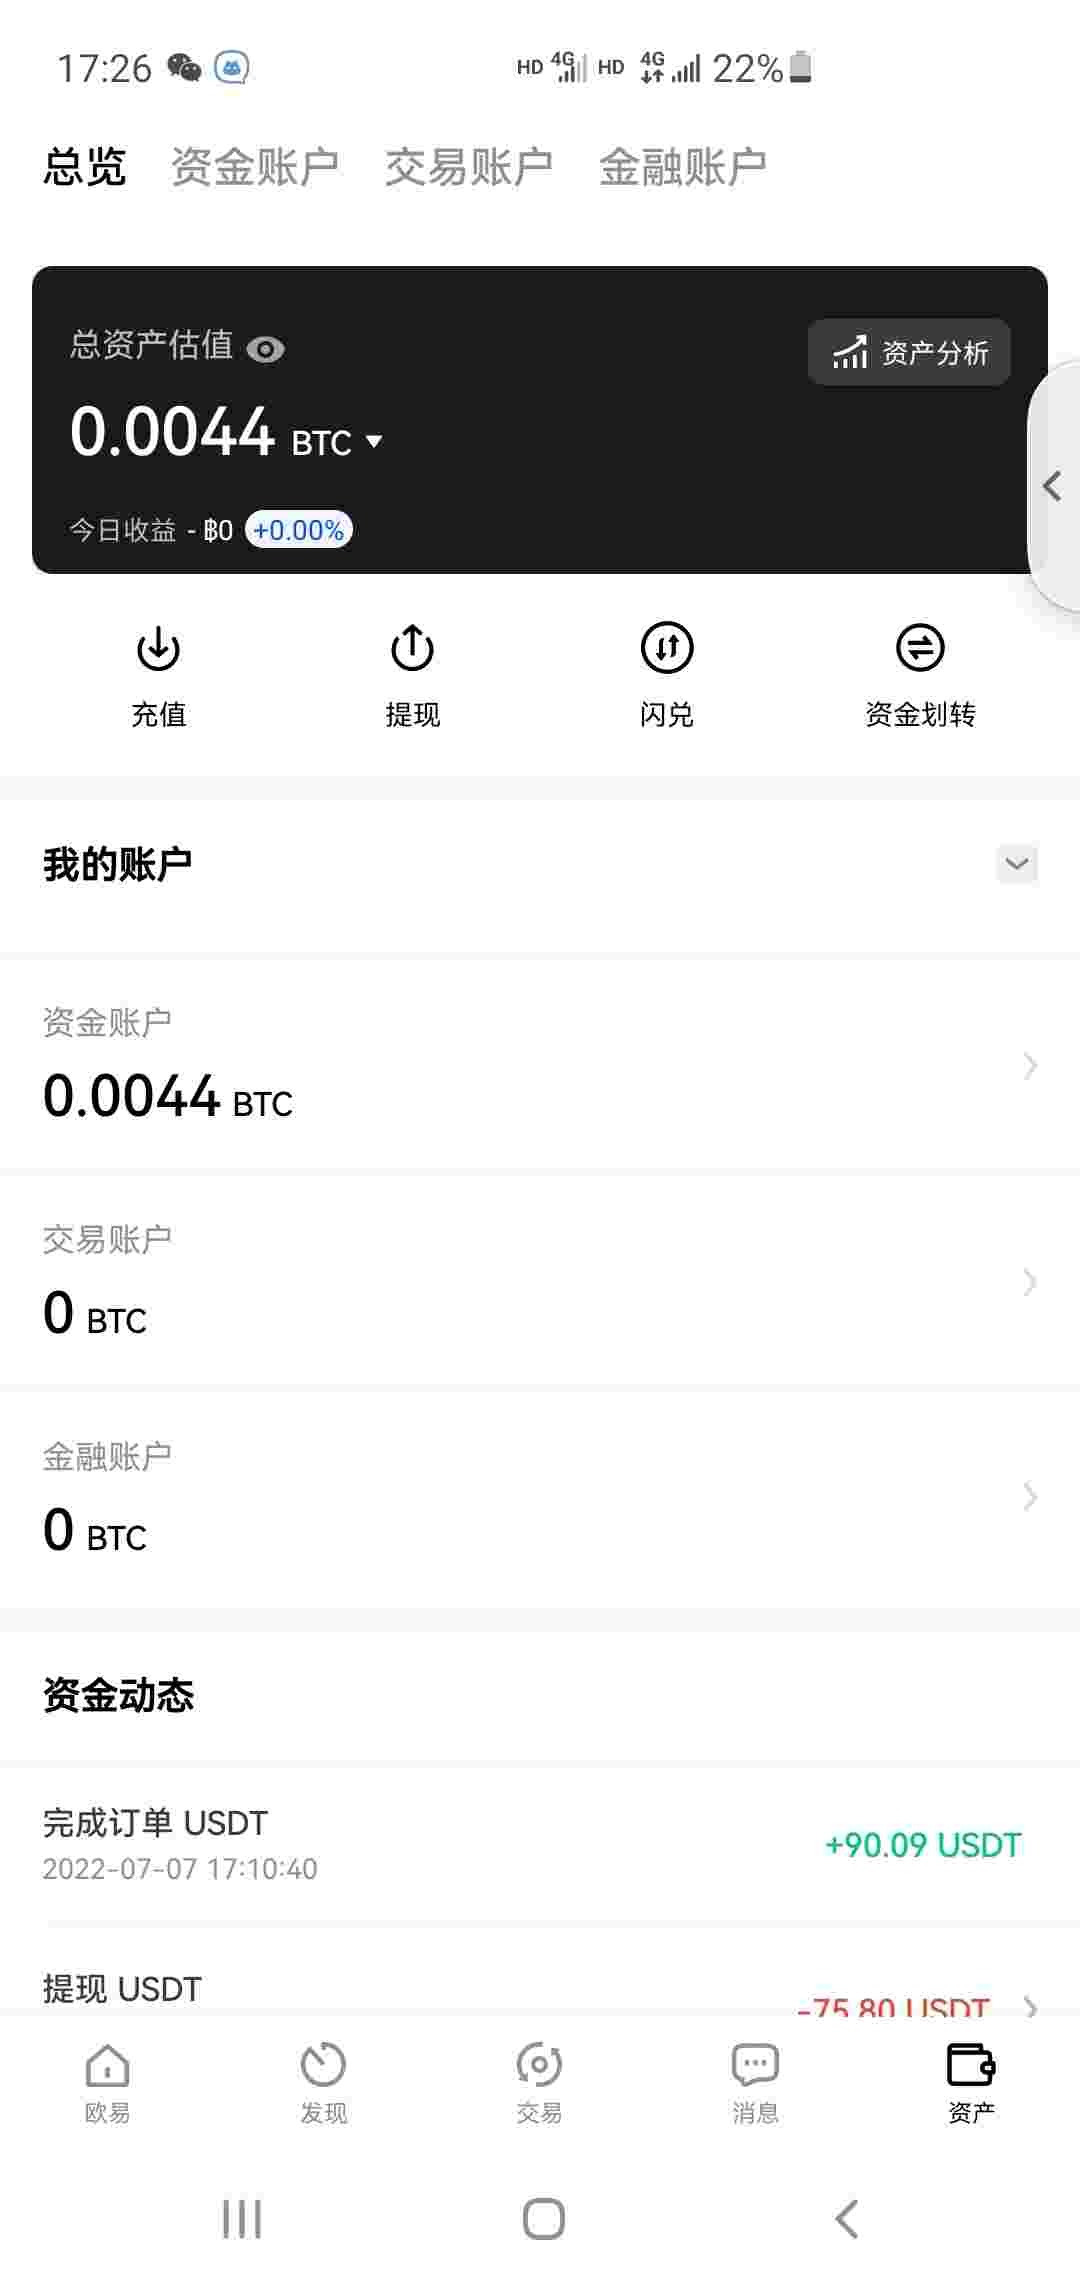 17:26 HD 4G HD 4G 22%
总览 资金账户 交易账户 金融账户
总资产估值
资产分析
0.0044 BTC
今日收益 - ฿0 +0.00%
充值 提现 闪兑 资金划转
我的账户
资金账户
0.0044 BTC
交易账户
0 BTC
金融账户
0 BTC
资金动态
完成订单 USDT
+90.09 USDT
2022-07-07 17:10:40
提现 USDT
-75.80 USDT
欧易 发现 交易 消息 资产